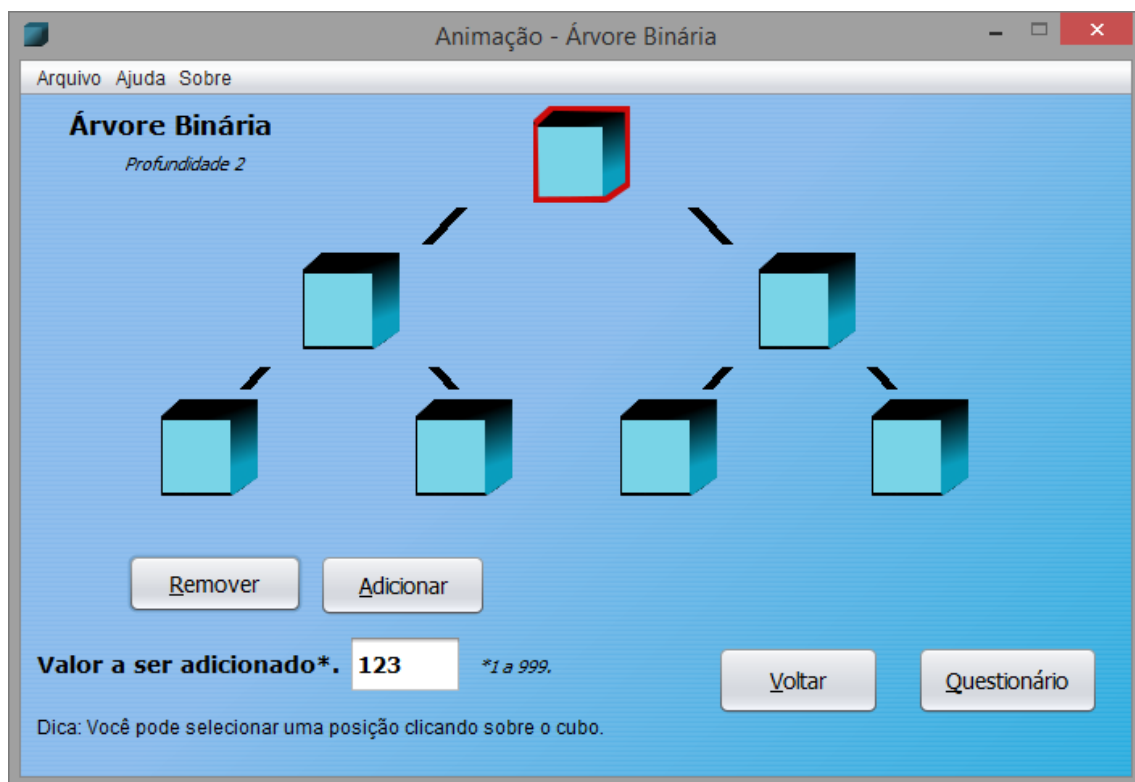 Animação - Árvore Binária
Arquivo Ajuda Sobre
Árvore Binária
Profundidade 2
Remover Adicionar
Valor a ser adicionado*. 123 *1 a 999.
Voltar Questionário
Dica: Você pode selecionar uma posição clicando sobre o cubo.